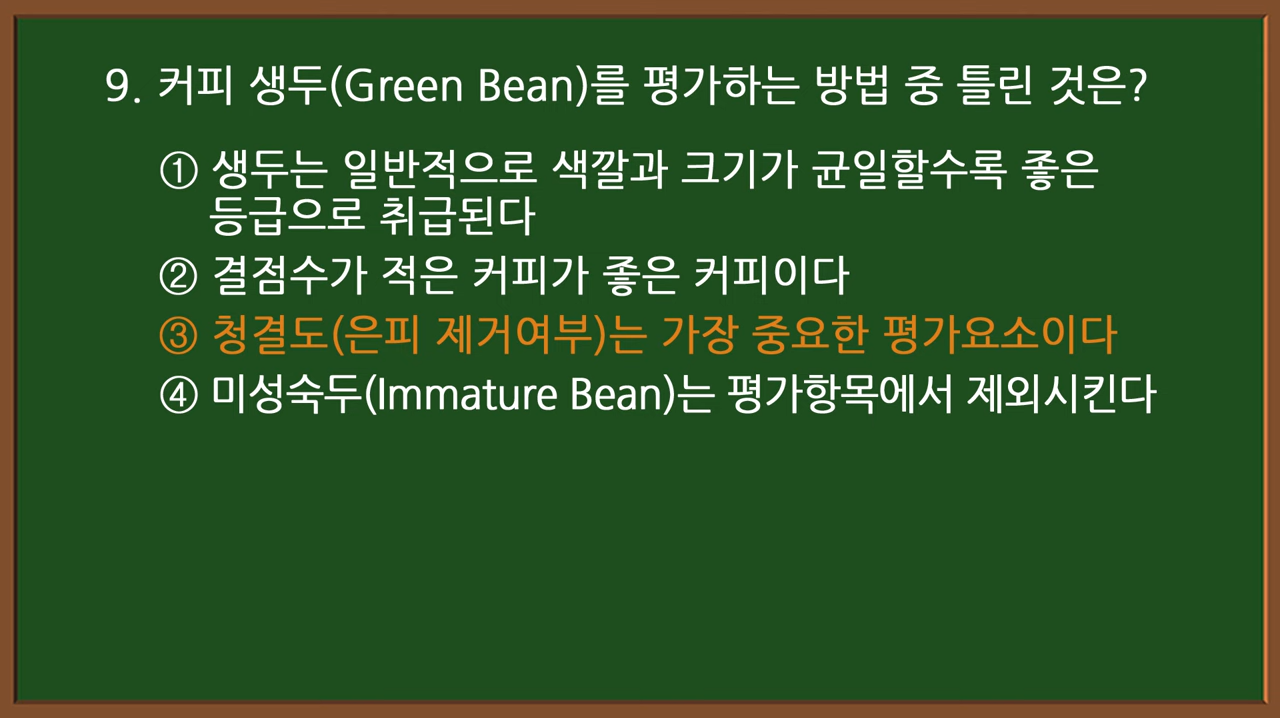 9. 커피 생두(Green Bean)를 평가하는 방법 중 틀린 것은?
① 생두는 일반적으로 색깔과 크기가 균일할수록 좋은
등급으로 취급된다
② 결점수가 적은 커피가 좋은 커피이다
③ 청결도(은피 제거여부)는 가장 중요한 평가요소이다
④ 미성숙두(Immature Bean)는 평가항목에서 제외시킨다